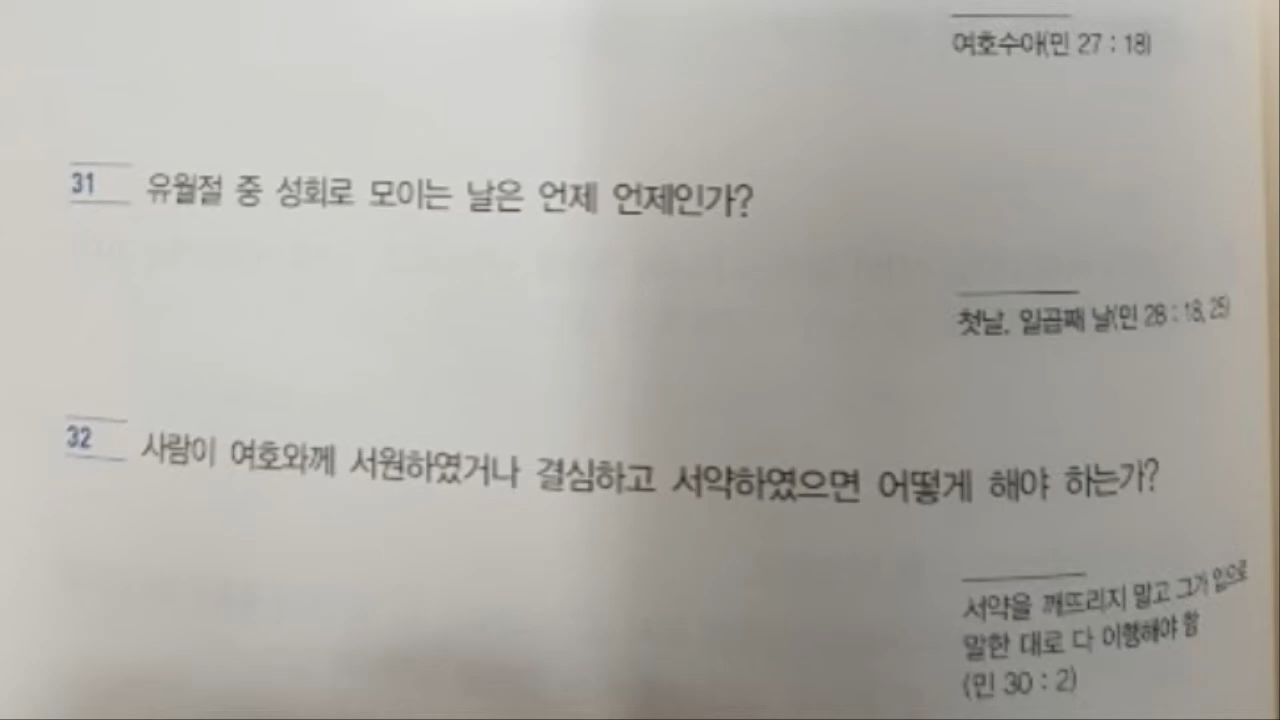 여호수아(민 27 : 18)
31 유월절 중 성회로 모이는 날은 언제 언제인가?
첫날, 일곱째 날(민 28 : 18, 25)
32 사람이 여호와께 서원하였거나 결심하고 서약하였으면 어떻게 해야 하는가?
서약을 깨뜨리지 말고 그가 입으로
말한 대로 다 이행해야 함
(민 30 : 2)